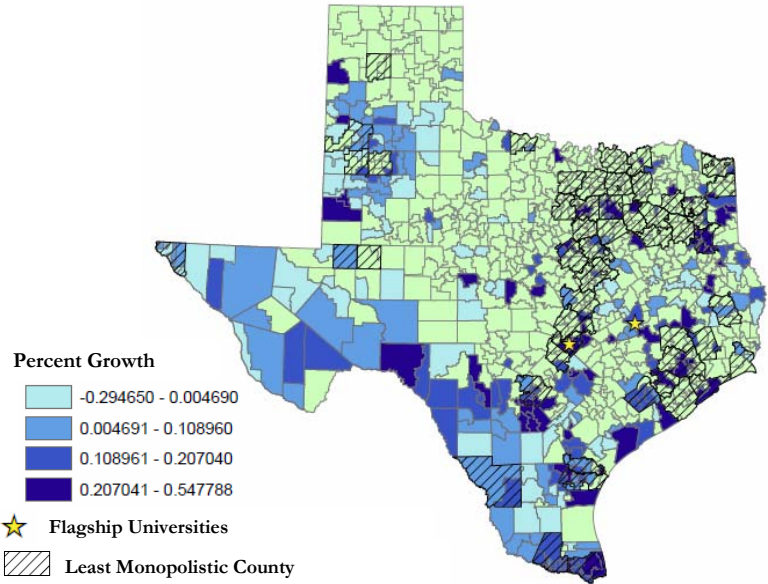 Percent Growth
-0.294650 - 0.004690
0.004691 - 0.108960
0.108961 - 0.207040
0.207041 - 0.547788
Flagship Universities
Least Monopolistic County